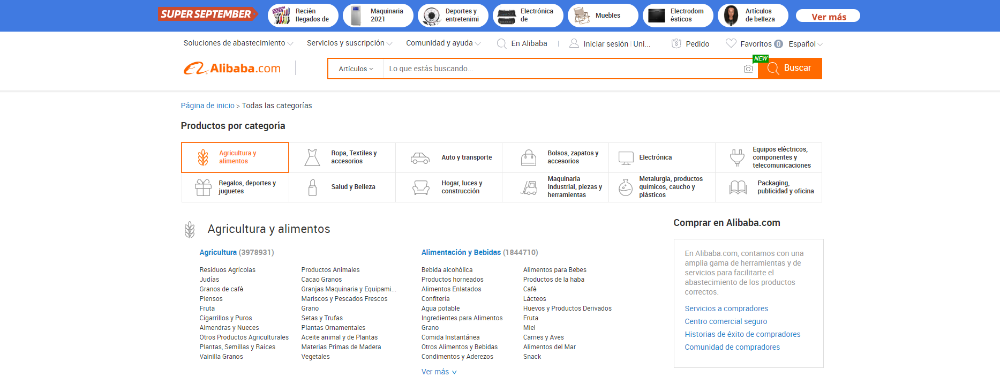 SUPER SEPTEMBER
Recién
llegados de
Maquinaria
2021
Deportes y
entretenimi
Electrónica
de
Muebles
Electrodom
ésticos
Artículos
de belleza
Ver más
Soluciones de abastecimiento
Servicios y suscripción
Comunidad y ayuda
En Alibaba
Iniciar sesión
Uni...
Pedido
Favoritos 0
Español
Alibaba.com
Artículos
Lo que estás buscando...
NEW
Buscar
Página de inicio > Todas las categorías
Productos por categoría
Agricultura y
alimentos
Ropa, Textiles y
accesorios
Auto y transporte
Bolsos, zapatos y
accesorios
Electrónica
Equipos eléctricos,
componentes y
telecomunicaciones
Regalos, deportes y
juguetes
Salud y Belleza
Hogar, luces y
construcción
Maquinaria
Industrial, piezas y
herramientas
Metalurgia, productos
químicos, caucho y
plásticos
Packaging,
publicidad y oficina
Agricultura y alimentos
Agricultura (3978931)
Residuos Agrícolas
Productos Animales
Judías
Cacao Granos
Granos de café
Granjas Maquinaria y Equipami...
Piensos
Mariscos y Pescados Frescos
Fruta
Grano
Cigarrillos y Puros
Setas y Trufas
Almendras y Nueces
Plantas Ornamentales
Otros Productos Agriculturales
Aceite animal y de Plantas
Plantas, Semillas y Raíces
Materias Primas de Madera
Vainilla Granos
Vegetales
Alimentación y Bebidas (1844710)
Bebida alcohólica
Alimentos para Bebes
Productos horneados
Productos de la haba
Alimentos Enlatados
Café
Confitería
Lácteos
Agua potable
Huevos y Productos Derivados
Ingredientes para Alimentos
Fruta
Grano
Miel
Comida Instantánea
Carnes y Aves
Otros Alimentos y Bebidas
Alimentos del Mar
Condimentos y Aderezos
Snack
Ver más
Comprar en Alibaba.com
En Alibaba.com, contamos con una
amplia gama de herramientas y de
servicios para facilitarte el
abastecimiento de los productos
correctos.
Servicios a compradores
Centro comercial seguro
Historias de éxito de compradores
Comunidad de compradores